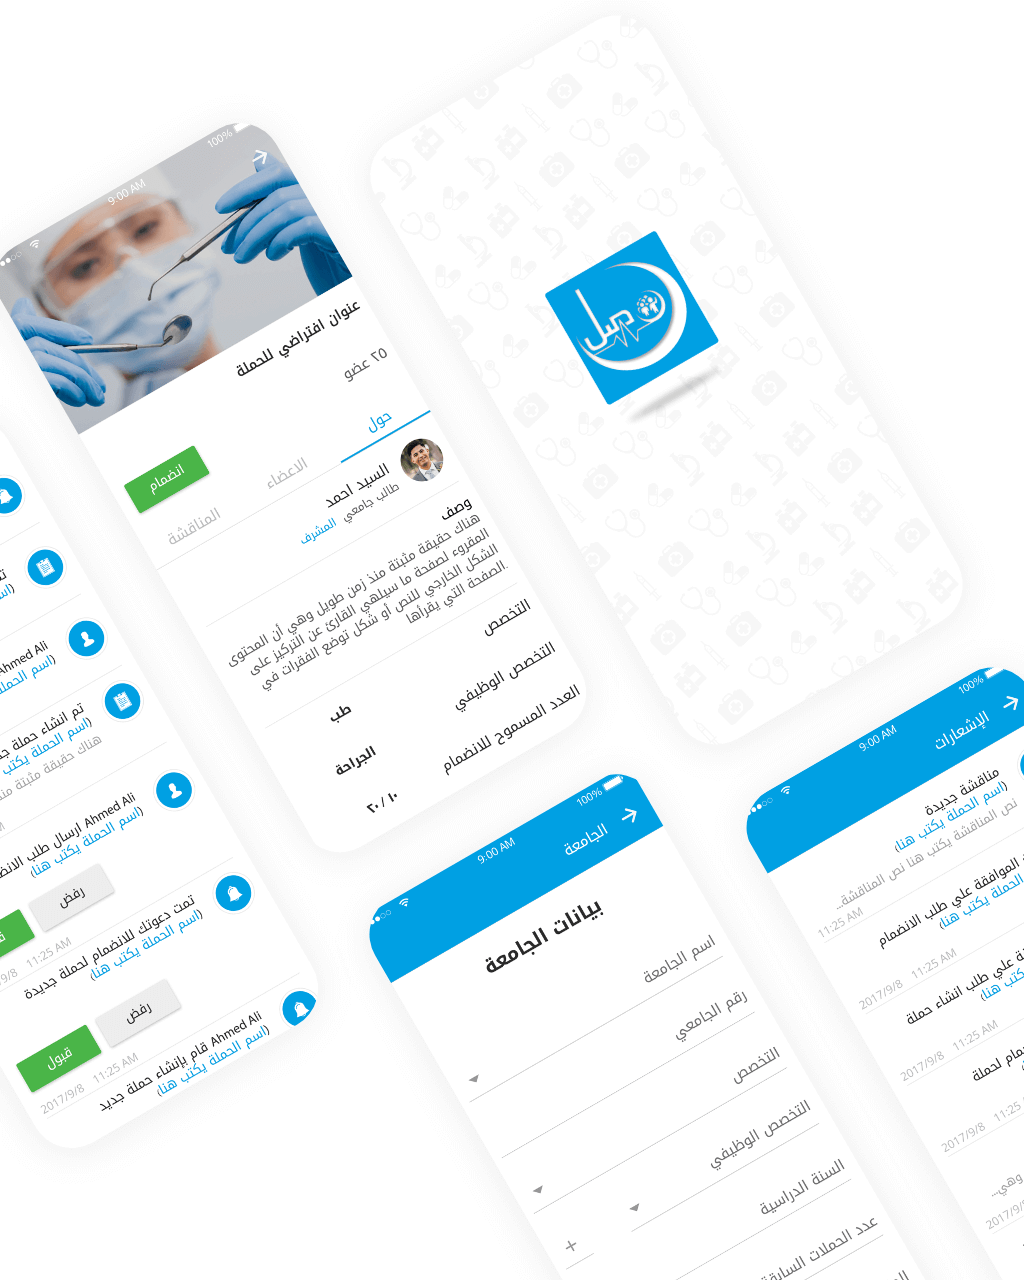 100%
9:00 AM
عنوان افتراضي للحملة
٢٥ عضو
انضمام
حول
الاعضاء
المناقشة
السيد احمد
طالب جامعي
المشرف
وصف
هناك حقيقة مثبتة منذ زمن طويل وهي أن المحتوى
المقروء لصفحة ما سيلهي القارئ عن التركيز على
الشكل الخارجي للنص أو شكل توضع الفقرات في
الصفحة التي يقرأها.
التخصص
طب
التخصص الوظيفي
الجراحة
العدد المسموح للانضمام
١٠ / ٢٠
Ahmed Ali
(اسم الحملة
تم انشاء حملة
(اسم الحملة يكتب
هناك حقيقة مثبتة
Ahmed Ali ارسال طلب
(اسم الحملة يكتب هنا)
رفض
11:25 AM
تمت دعوتك للانضمام لحملة جديدة
(اسم الحملة يكتب هنا)
رفض
قبول
2017/9/8
11:25 AM
Ahmed Ali قام بإنشاء حملة جديد
(اسم الحملة يكتب هنا)
100%
9:00 AM
الجامعة
بيانات الجامعة
اسم الجامعة
رقم الجامعي
التخصص
التخصص الوظيفي
السنة الدراسية
+
عدد الحملات السابقة
100%
9:00 AM
الإشعارات
مناقشة جديدة
(اسم الحملة يكتب هنا)
نص المناقشة يكتب هنا نص المناقشة...
11:25 AM
الموافقة علي طلب الانضمام
الحملة يكتب هنا)
2017/9/8
11:25 AM
علي طلب انشاء حملة
يكتب هنا)
2017/9/8
11:25 AM
لحملة
2017/9/8
11:25
وهي...
2017/9/8